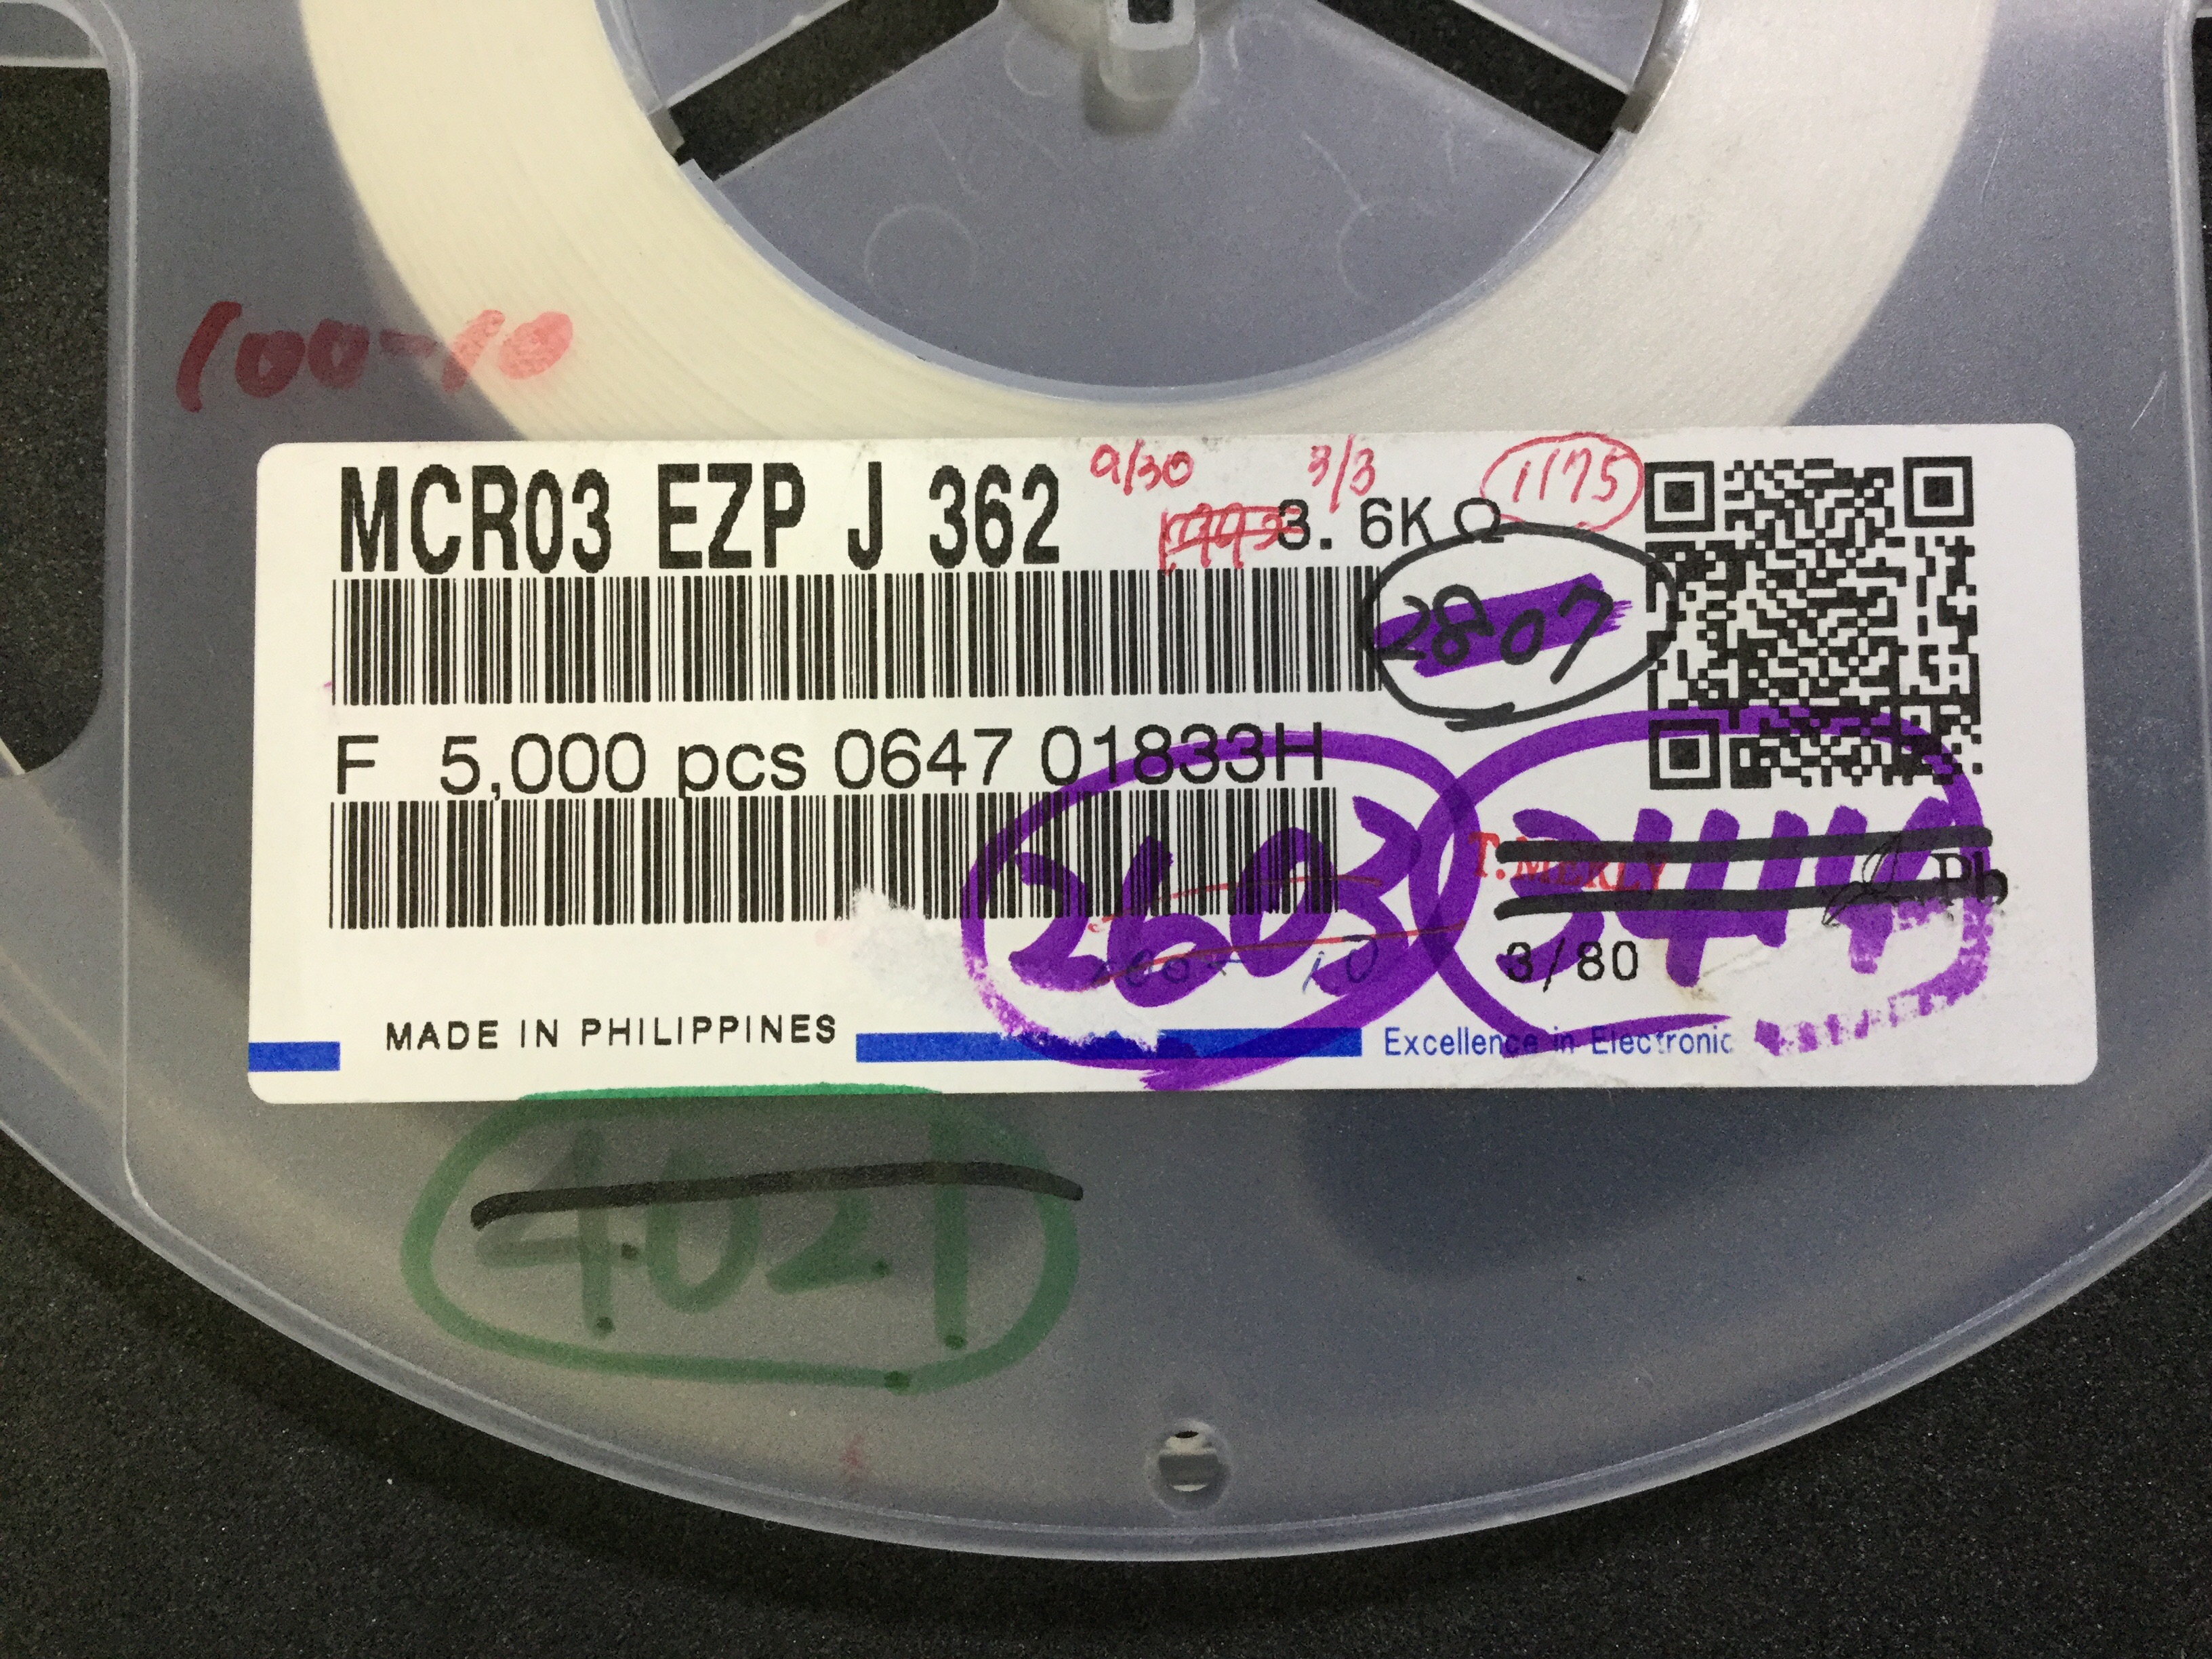 100-10
9/30 3/3 1175
MCR03 EZP J 362 3.6KΩ
2807
F 5,000 pcs 0647 01833H
2603
T.MERLY Pb
3/80
MADE IN PHILIPPINES
Excellence in Electronic
4021